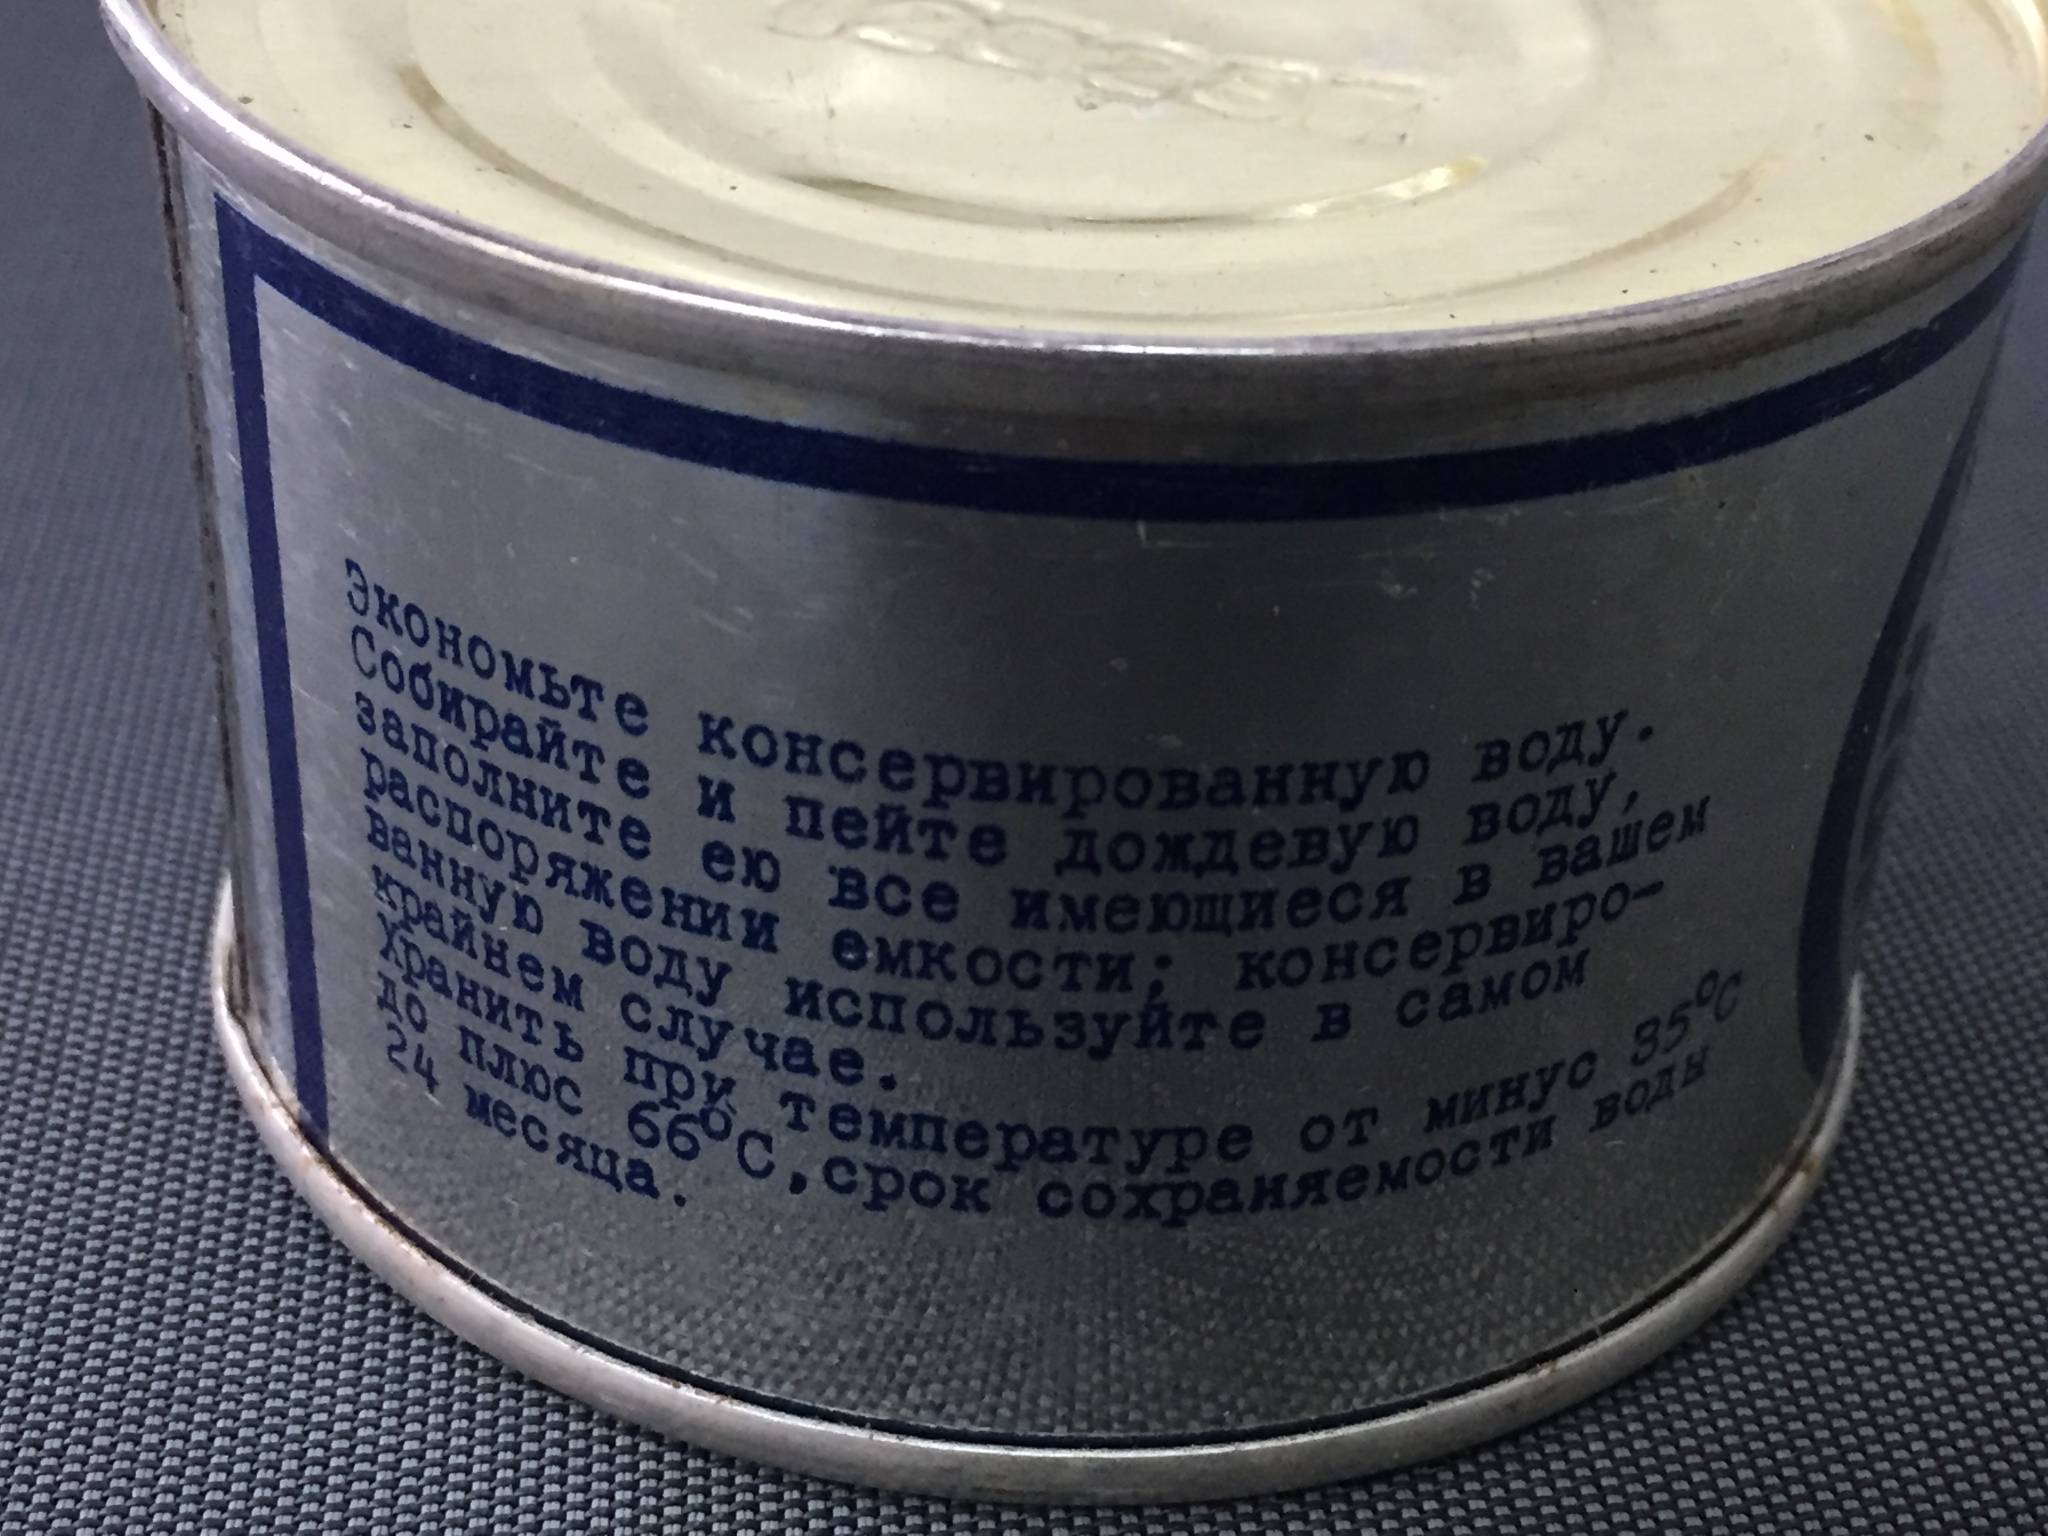 Экономьте консервированную воду.
Собирайте и пейте дождевую воду,
заполните ею все имеющиеся в вашем
распоряжении емкости; консервиро-
ванную воду используйте в самом
крайнем случае.
Хранить при температуре от минус 35°С
до плюс 66°С,срок сохраняемости воды
24 месяца.